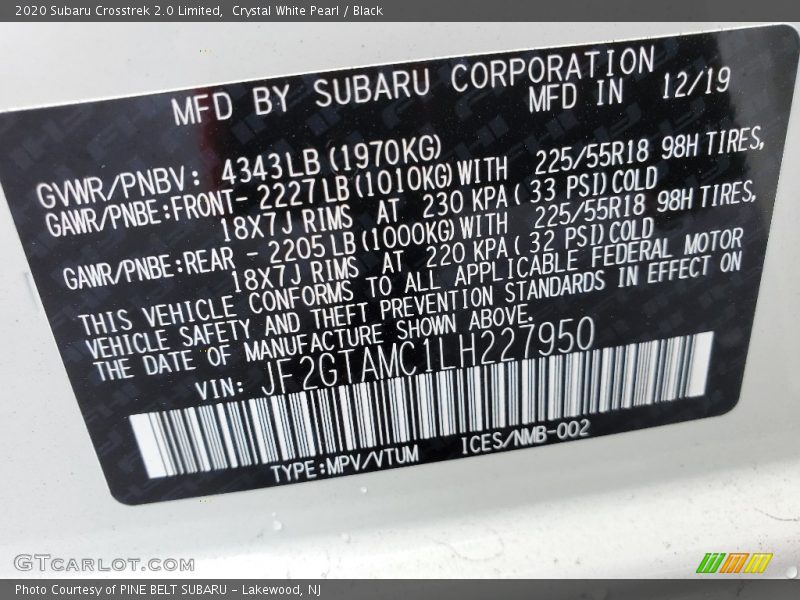 2020 Subaru Crosstrek 2.0 Limited,  Crystal White Pearl / Black
MFD BY SUBARU CORPORATION
MFD IN 12/19
GVWR/PNBV: 4343LB(1970KG)
GAWR/PNBE:FRONT- 2227LB(1010KG)WITH 225/55R18 98H TIRES,
18X7J RIMS AT 230 KPA( 33 PSI)COLD
GAWR/PNBE:REAR - 2205LB(1000KG)WITH 225/55R18 98H TIRES,
18X7J RIMS AT 220 KPA( 32 PSI)COLD
THIS VEHICLE CONFORMS TO ALL APPLICABLE FEDERAL MOTOR
VEHICLE SAFETY AND THEFT PREVENTION STANDARDS IN EFFECT ON
THE DATE OF MANUFACTURE SHOWN ABOVE.
VIN: JF2GTAMC1LH227950
TYPE:MPV/VTUM ICES/NMB-002
GTcarlot.com
Photo Courtesy of PINE BELT SUBARU - Lakewood, NJ